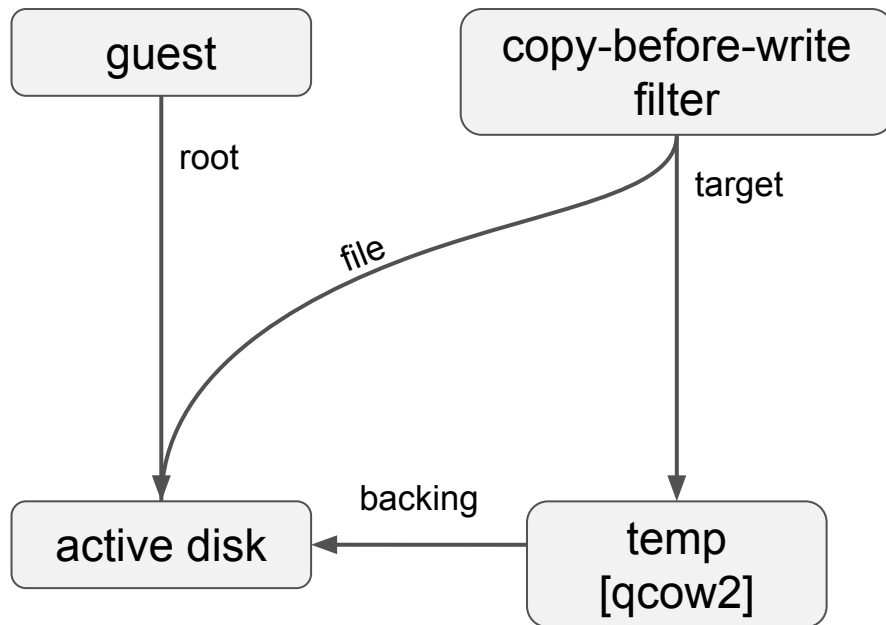 guest
copy-before-write
filter
root
target
file
backing
active disk
temp
[qcow2]